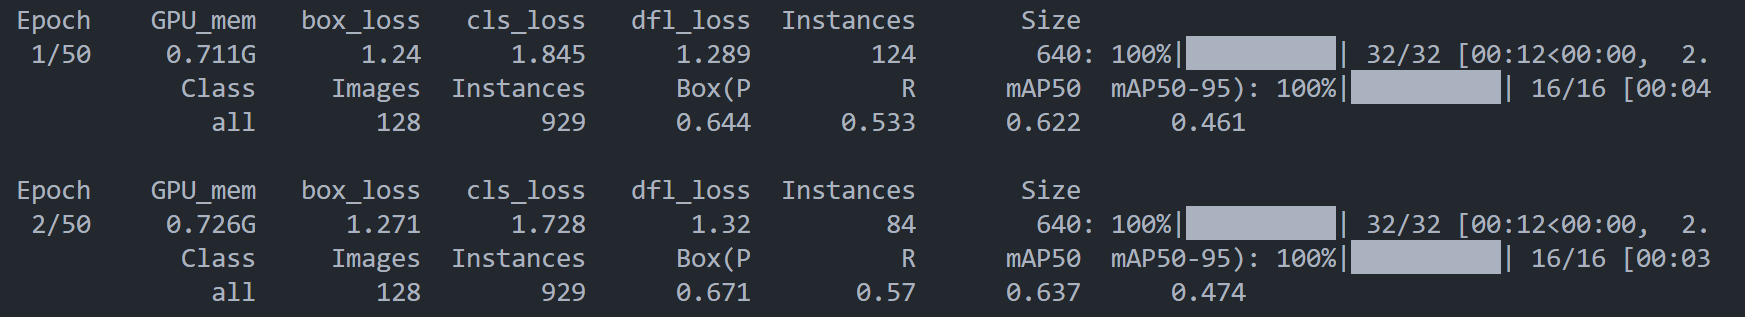 Epoch GPU_mem box_loss cls_loss dfl_loss Instances Size
1/50 0.711G 1.24 1.845 1.289 124 640: 100%|██████████| 32/32 [00:12<00:00, 2.
Class Images Instances Box(P R mAP50 mAP50-95): 100%|██████████| 16/16 [00:04
all 128 929 0.644 0.533 0.622 0.461
Epoch GPU_mem box_loss cls_loss dfl_loss Instances Size
2/50 0.726G 1.271 1.728 1.32 84 640: 100%|██████████| 32/32 [00:12<00:00, 2.
Class Images Instances Box(P R mAP50 mAP50-95): 100%|██████████| 16/16 [00:03
all 128 929 0.671 0.57 0.637 0.474